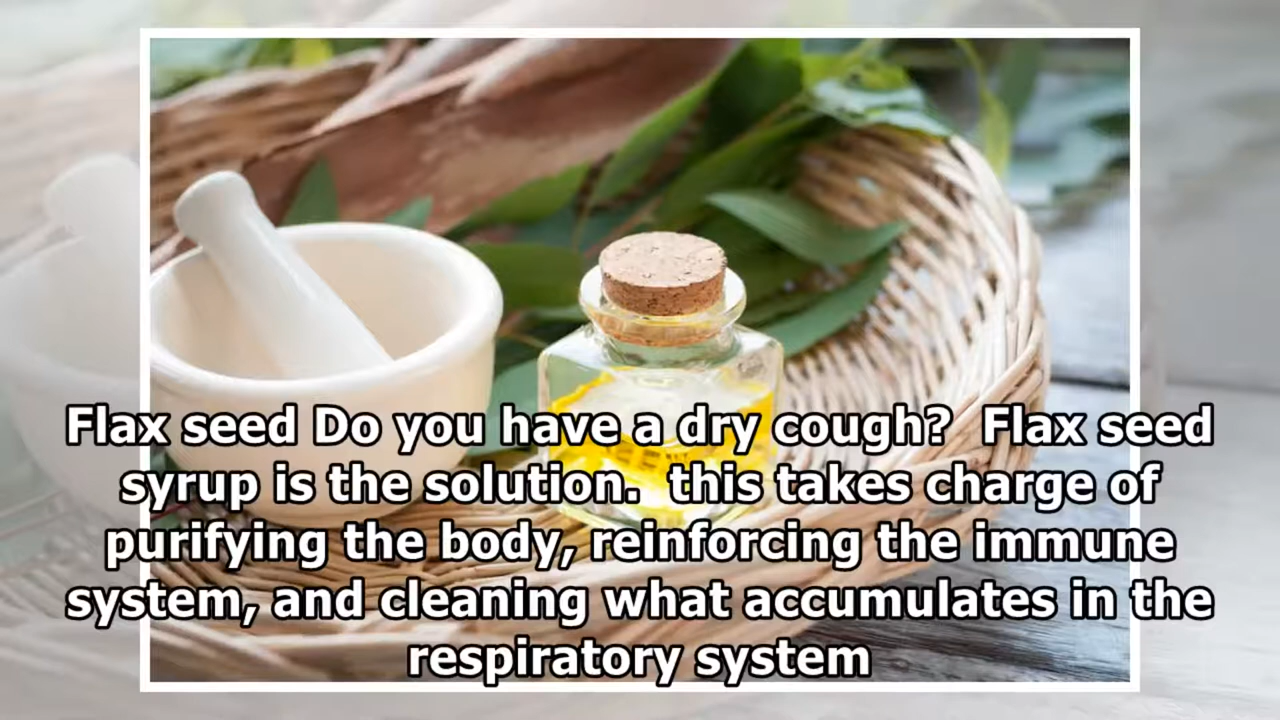 Flax seed Do you have a dry cough?  Flax seed
syrup is the solution.  this takes charge of
purifying the body, reinforcing the immune
system, and cleaning what accumulates in the
respiratory system